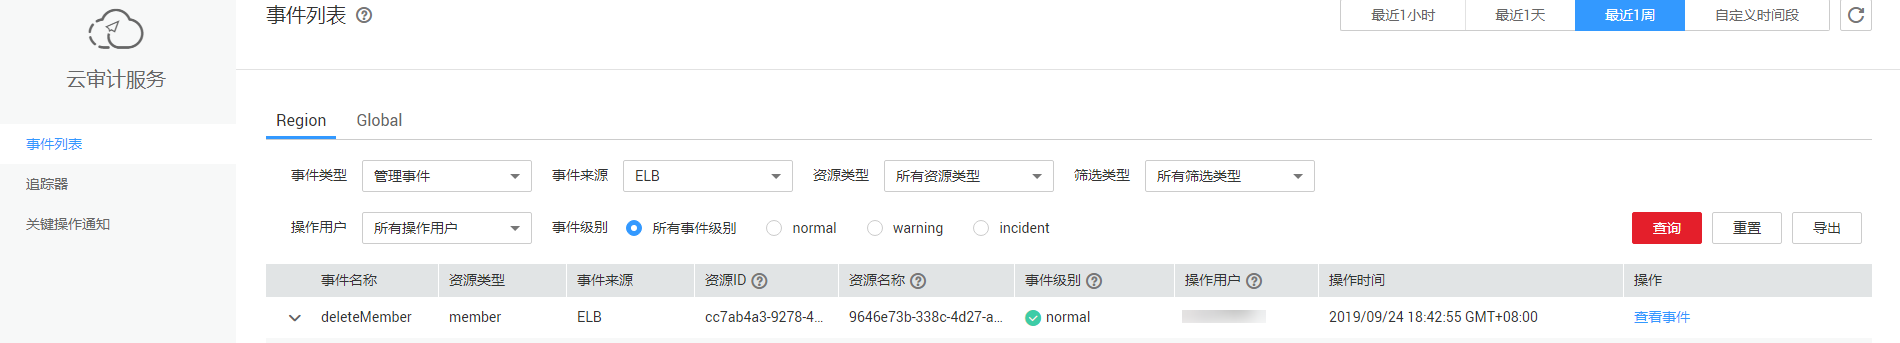 事件列表
最近1小时 最近1天 最近1周 自定义时间段
云审计服务
事件列表
追踪器
关键操作通知
Region Global
事件类型 管理事件 事件来源 ELB 资源类型 所有资源类型 筛选类型 所有筛选类型
操作用户 所有操作用户 事件级别 所有事件级别 normal warning incident 查询 重置 导出
事件名称 资源类型 事件来源 资源ID 资源名称 事件级别 操作用户 操作时间 操作
deleteMember member ELB cc7ab4a3-9278-4... 9646e73b-338c-4d27-a... normal 2019/09/24 18:42:55 GMT+08:00 查看事件